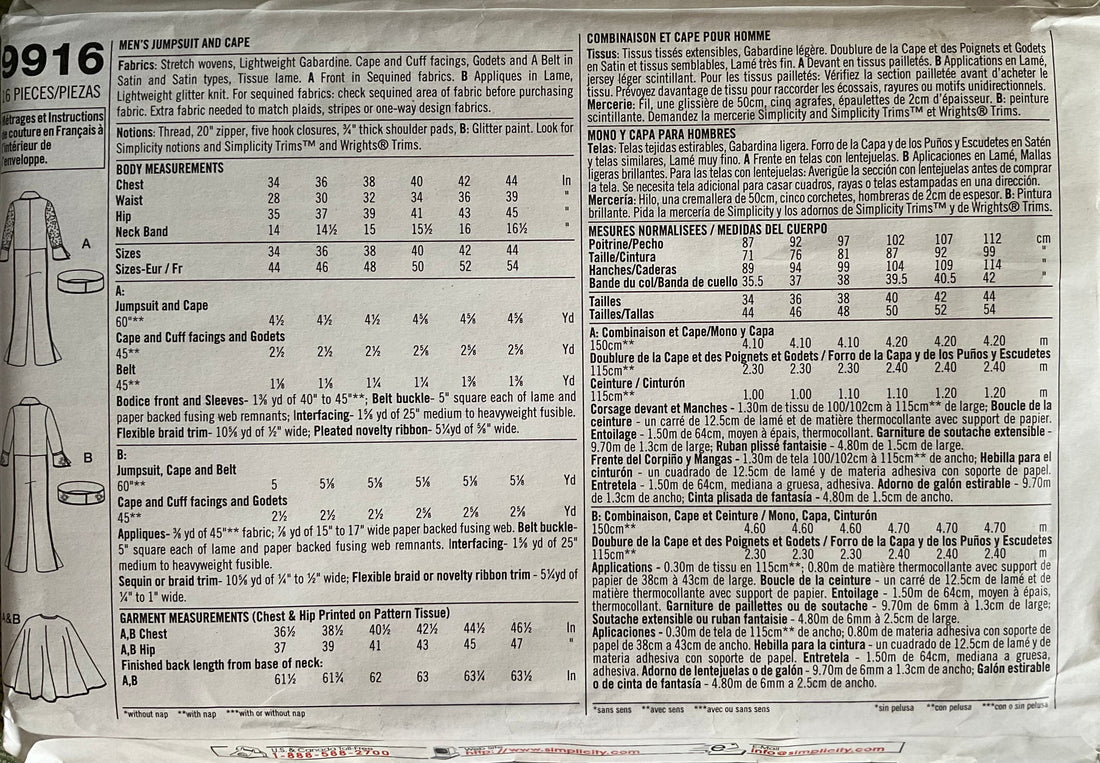 9916
16 PIECES/PIEZAS
Métrages et Instructions
de couture en Français à
l'intérieur de
l'enveloppe.
A
B
A&B
MEN'S JUMPSUIT AND CAPE
Fabrics: Stretch wovens, Lightweight Gabardine. Cape and Cuff facings, Godets and A Belt in
Satin and Satin types, Tissue lame. A Front in Sequined fabrics. B Appliques in Lame,
Lightweight glitter knit. For sequined fabrics: check sequined area of fabric before purchasing
fabric. Extra fabric needed to match plaids, stripes or one-way design fabrics.
Notions: Thread, 20" zipper, five hook closures, ¾" thick shoulder pads, B: Glitter paint. Look for
Simplicity notions and Simplicity Trims™ and Wrights® Trims.
BODY MEASUREMENTS
Chest 34 36 38 40 42 44 In
Waist 28 30 32 34 36 39 "
Hip 35 37 39 41 43 45 "
Neck Band 14 14½ 15 15½ 16 16½ "
Sizes 34 36 38 40 42 44
Sizes-Eur / Fr 44 46 48 50 52 54
A:
Jumpsuit and Cape
60"** 4½ 4½ 4½ 4⅝ 4⅝ 4⅝ Yd
Cape and Cuff facings and Godets
45** 2½ 2½ 2½ 2⅝ 2⅝ 2⅝ Yd
Belt
45** 1⅛ 1⅛ 1¼ 1¼ 1⅜ 1⅜ Yd
Bodice front and Sleeves- 1⅜ yd of 40" to 45"**; Belt buckle- 5" square each of lame and
paper backed fusing web remnants; Interfacing- 1⅝ yd of 25" medium to heavyweight fusible.
Flexible braid trim- 10⅝ yd of ½" wide; Pleated novelty ribbon- 5¼yd of ⅝" wide.
B:
Jumpsuit, Cape and Belt
60"** 5 5⅛ 5⅛ 5⅛ 5⅛ 5⅛ Yd
Cape and Cuff facings and Godets
45** 2½ 2½ 2⅝ 2⅝ 2⅝ 2⅝ Yd
Appliques- ⅜ yd of 45"** fabric; ⅞ yd of 15" to 17" wide paper backed fusing web. Belt buckle-
5" square each of lame and paper backed fusing web remnants. Interfacing- 1⅝ yd of 25"
medium to heavyweight fusible.
Sequin or braid trim- 10⅝ yd of ¼" to ½" wide; Flexible braid or novelty ribbon trim - 5¼yd of
¼" to 1" wide.
GARMENT MEASUREMENTS (Chest & Hip Printed on Pattern Tissue)
A,B Chest 36½ 38½ 40½ 42½ 44½ 46½ In
A,B Hip 37 39 41 43 45 47 "
Finished back length from base of neck:
A,B 61½ 61¾ 62 63 63¼ 63½ In
*without nap **with nap ***with or without nap
COMBINAISON ET CAPE POUR HOMME
Tissus: Tissus tissés extensibles, Gabardine légère. Doublure de la Cape et des Poignets et Godets
en Satin et tissus semblables, Lamé très fin. A Devant en tissus pailletés. B Applications en Lamé,
jersey léger scintillant. Pour les tissus pailletés: Vérifiez la section pailletée avant d'acheter le
tissu. Prévoyez davantage de tissu pour raccorder les écossais, rayures ou motifs unidirectionnels.
Mercerie: Fil, une glissière de 50cm, cinq agrafes, épaulettes de 2cm d'épaisseur. B: peinture
scintillante. Demandez la mercerie Simplicity and Simplicity Trims™ et Wrights® Trims.
MONO Y CAPA PARA HOMBRES
Telas: Telas tejidas estirables, Gabardina ligera. Forro de la Capa y de los Puños y Escudetes en Satén
y telas similares, Lamé muy fino. A Frente en telas con lentejuelas. B Aplicaciones en Lamé, Mallas
ligeras brillantes. Para las telas con lentejuelas: Averigüe la sección con lentejuelas antes de comprar
la tela. Se necesita tela adicional para casar cuadros, rayas o telas estampadas en una dirección.
Mercería: Hilo, una cremallera de 50cm, cinco corchetes, hombreras de 2cm de espesor. B: Pintura
brillante. Pida la mercería de Simplicity y los adornos de Simplicity Trims™ y de Wrights® Trims.
MESURES NORMALISEES / MEDIDAS DEL CUERPO
Poitrine/Pecho 87 92 97 102 107 112 cm
Taille/Cintura 71 76 81 87 92 99 "
Hanches/Caderas 89 94 99 104 109 114 "
Bande du col/Banda de cuello 35.5 37 38 39.5 40.5 42 "
Tailles 34 36 38 40 42 44
Tailles/Tallas 44 46 48 50 52 54
A: Combinaison et Cape/Mono y Capa
150cm** 4.10 4.10 4.10 4.20 4.20 4.20 m
Doublure de la Cape et des Poignets et Godets / Forro de la Capa y de los Puños y Escudetes
115cm** 2.30 2.30 2.30 2.40 2.40 2.40 m
Ceinture / Cinturón
115cm** 1.00 1.00 1.10 1.10 1.20 1.20 m
Corsage devant et Manches - 1.30m de tissu de 100/102cm à 115cm** de large; Boucle de la
ceinture - un carré de 12.5cm de lamé et de matière thermocollante avec support de papier.
Entoilage - 1.50m de 64cm, moyen à épais, thermocollant. Garniture de soutache extensible -
9.70m de 1.3cm de large; Ruban plissé fantaisie - 4.80m de 1.5cm de large.
Frente del Corpiño y Mangas - 1.30m de tela 100/102cm à 115cm** de ancho; Hebilla para el
cinturón - un cuadrado de 12.5cm de lamé y de materia adhesiva con soporte de papel.
Entretela - 1.50m de 64cm, mediana a gruesa, adhesiva. Adorno de galón estirable - 9.70m
de 1.3cm de ancho; Cinta plisada de fantasía - 4.80m de 1.5cm de ancho.
B: Combinaison, Cape et Ceinture / Mono, Capa, Cinturón
150cm** 4.60 4.60 4.60 4.70 4.70 4.70 m
Doubure de la Cape et des Poignets et Godets / Forro de la Capa y de los Puños y Escudetes
115cm** 2.30 2.30 2.30 2.40 2.40 2.40 m
Applications - 0.30m de tissu en 115cm**; 0.80m de matière thermocollant avec support de
papier de 38cm à 43cm de large. Boucle de la ceinture - un carré de 12.5cm de lamé et de
matière thermocollant avec support de papier. Entoilage - 1.50m de 64cm, moyen à épais,
thermocollant. Garniture de paillettes ou de soutache - 9.70m de 6mm à 1.3cm de large;
Soutache extensible ou ruban fantaisie - 4.80m de 6mm à 2.5cm de large.
Aplicaciones - 0.30m de tela de 115cm** de ancho; 0.80m de materia adhesiva con soporte de
papel de 38cm a 43cm de ancho. Hebilla para la cintura - un cuadrado de 12.5cm de lamé y de
materia adhesiva con soporte de papel. Entretela - 1.50m de 64cm, mediana a gruesa,
adhesiva. Adorno de lentejuelas o de galón - 9.70m de 6mm a 1.3cm de ancho; Galón estirable
o de cinta de fantasía - 4.80m de 6mm a 2.5cm de ancho.
*sans sens **avec sens ***avec ou sans sens
*sin pelusa **con pelusa ***con o sin pelusa
U.S. & Canada Toll-Free
1-888-588-2700
Web Site
http://www.simplicity.com
E-Mail
info@simplicity.com